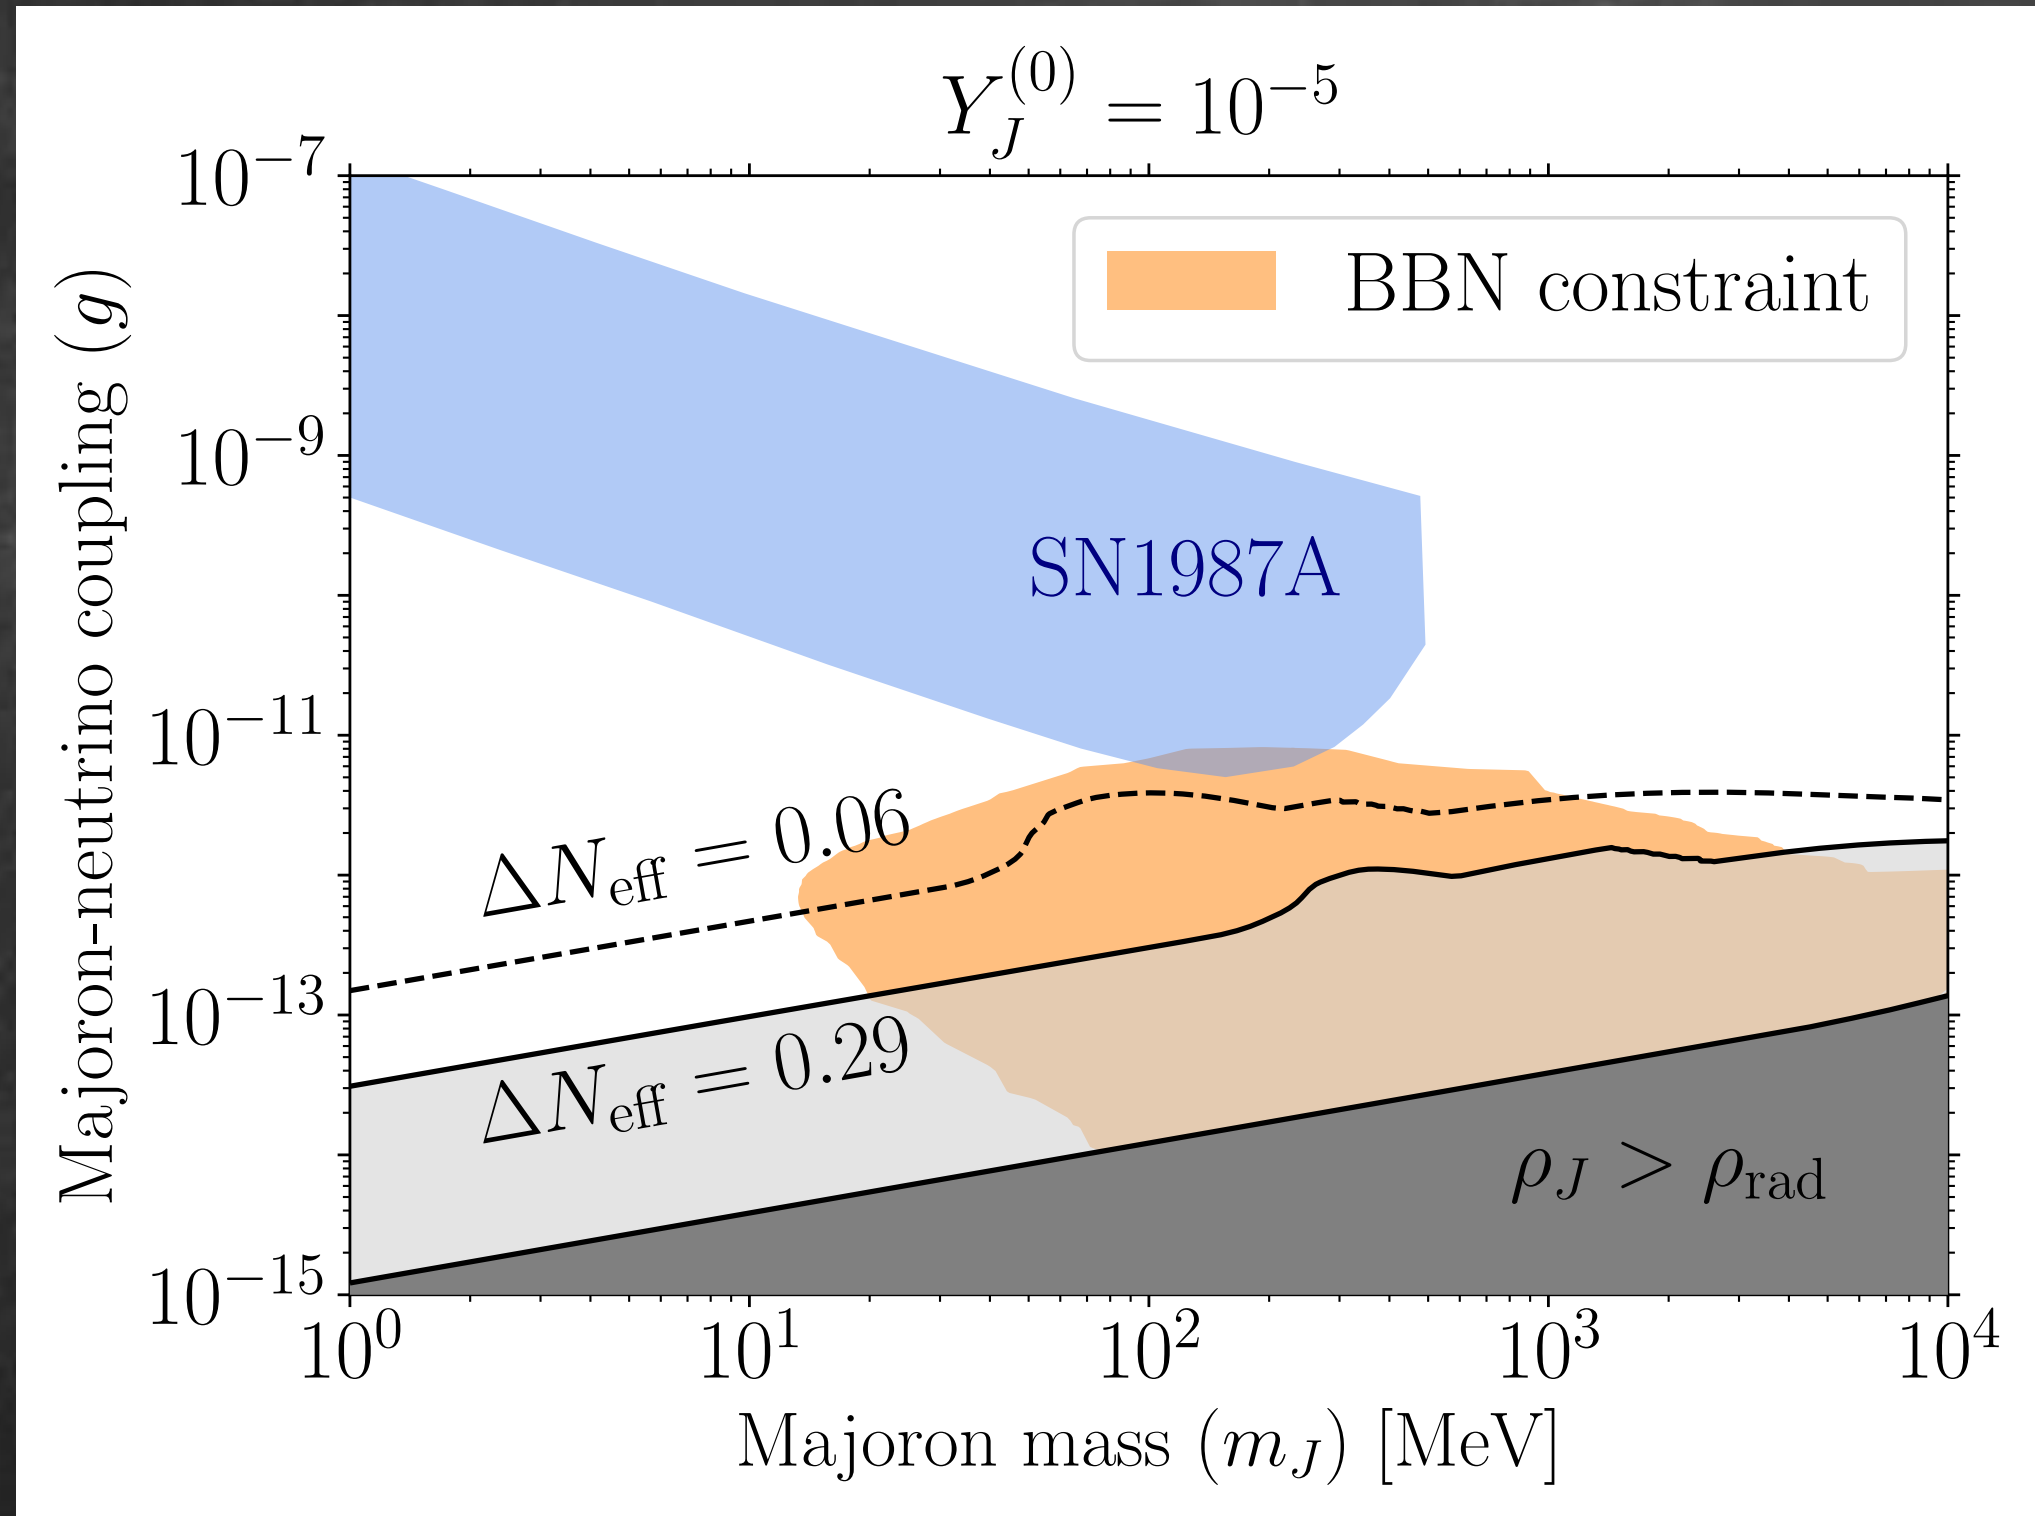 Y_J^{(0)} = 10^{-5}
BBN constraint
SN1987A
ΔN_eff = 0.06
ΔN_eff = 0.29
ρ_J > ρ_rad
Majoron-neutrino coupling (g)
10^{-7}
10^{-9}
10^{-11}
10^{-13}
10^{-15}
10^0 10^1 10^2 10^3 10^4
Majoron mass (m_J) [MeV]